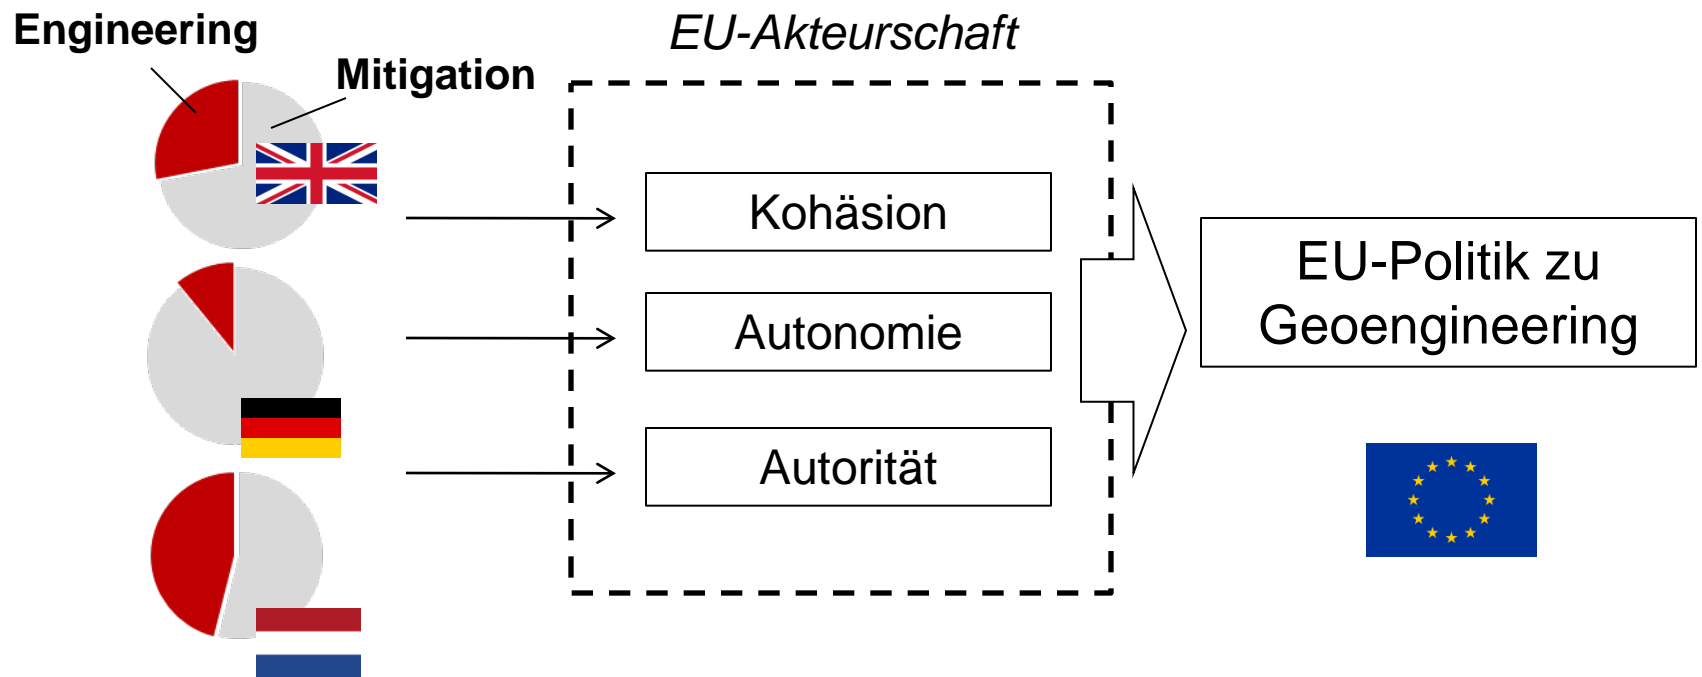 Engineering
Mitigation
EU-Akteurschaft
Kohäsion
Autonomie
Autorität
EU-Politik zu
Geoengineering